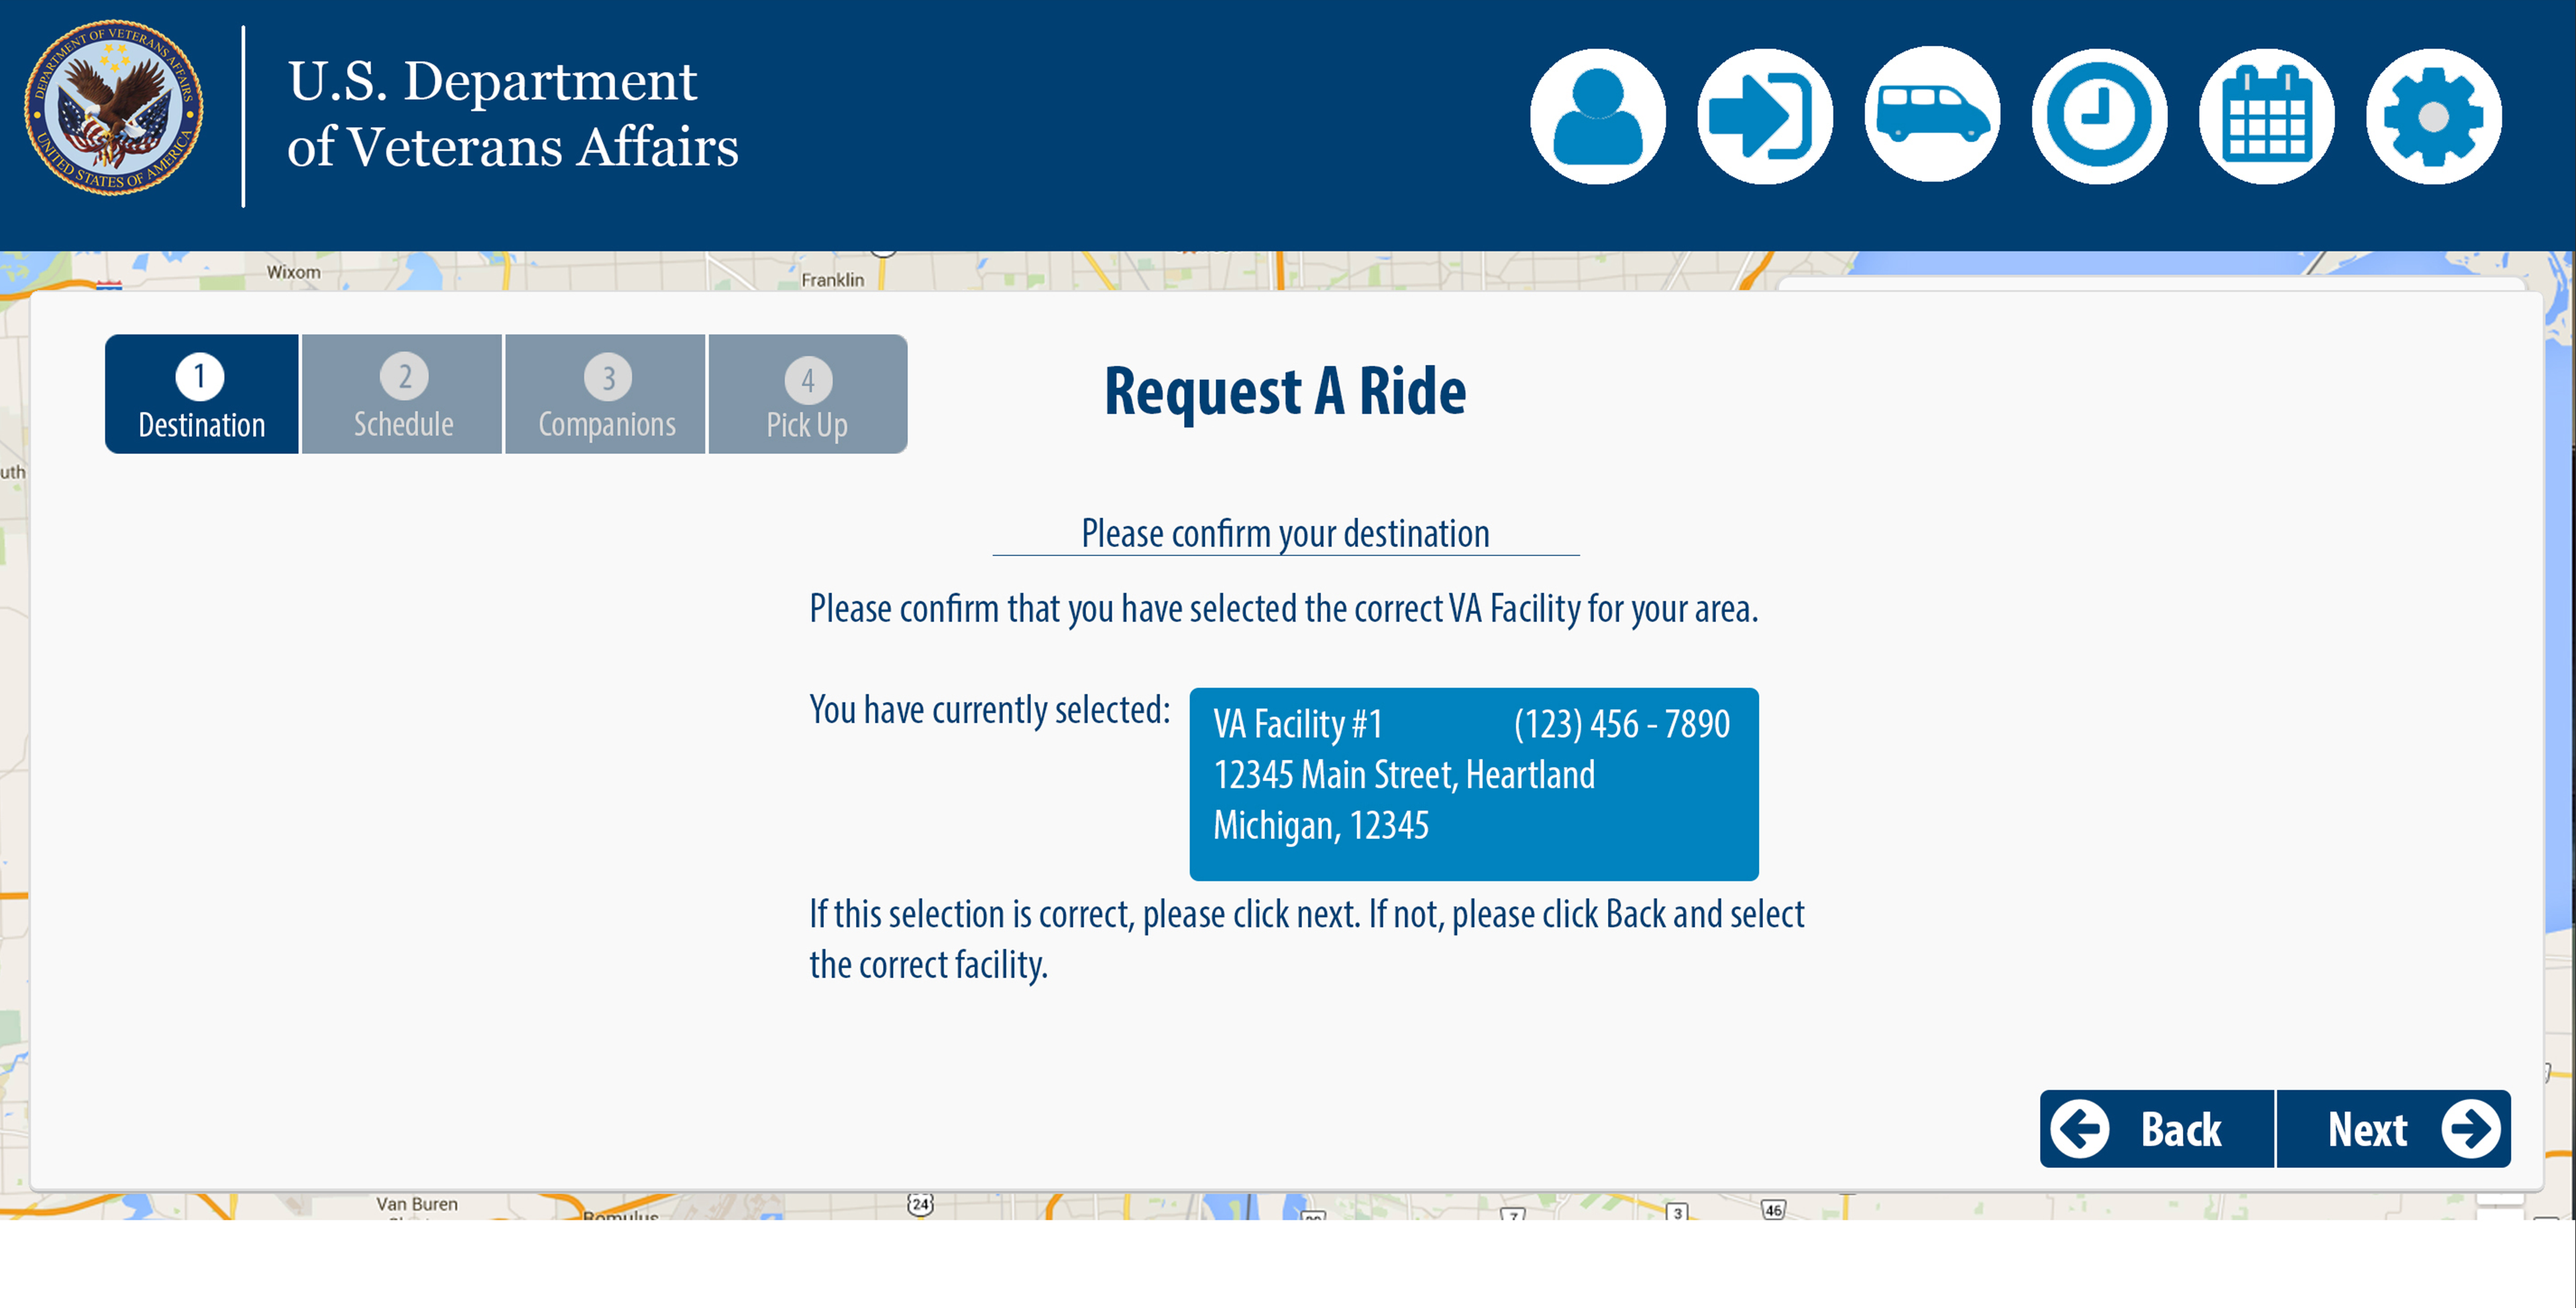 DEPARTMENT OF VETERANS AFFAIRS
UNITED STATES OF AMERICA
U.S. Department
of Veterans Affairs
Wixom
Franklin
1
Destination
2
Schedule
3
Companions
4
Pick Up
Request A Ride
uth
Please confirm your destination
Please confirm that you have selected the correct VA Facility for your area.
You have currently selected:
VA Facility #1 (123) 456 - 7890
12345 Main Street, Heartland
Michigan, 12345
If this selection is correct, please click next. If not, please click Back and select
the correct facility.
Back
Next
Van Buren
Romulus
24
7
3
46